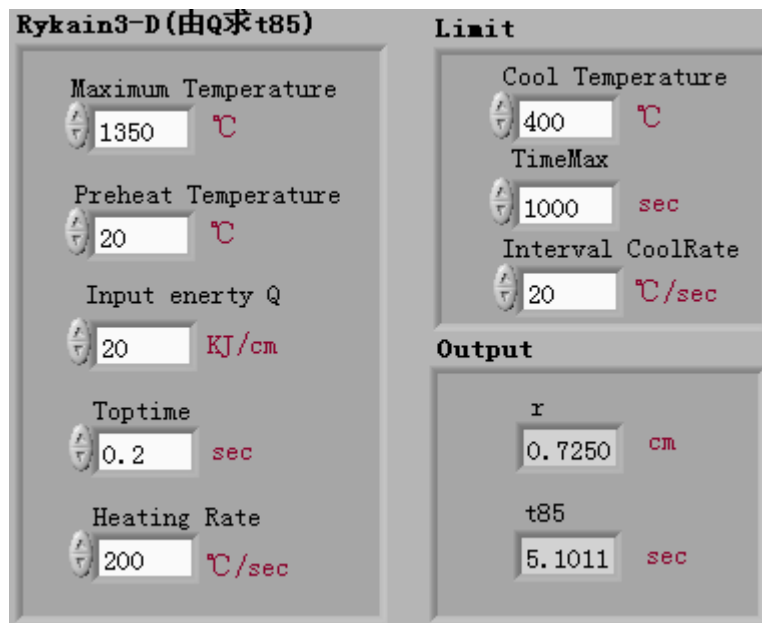 Rykain3-D(由Q求t85)
Maximum Temperature
1350 ℃
Preheat Temperature
20 ℃
Input enerty Q
20 KJ/cm
Toptime
0.2 sec
Heating Rate
200 ℃/sec
Limit
Cool Temperature
400 ℃
TimeMax
1000 sec
Interval CoolRate
20 ℃/sec
Output
r
0.7250 cm
t85
5.1011 sec